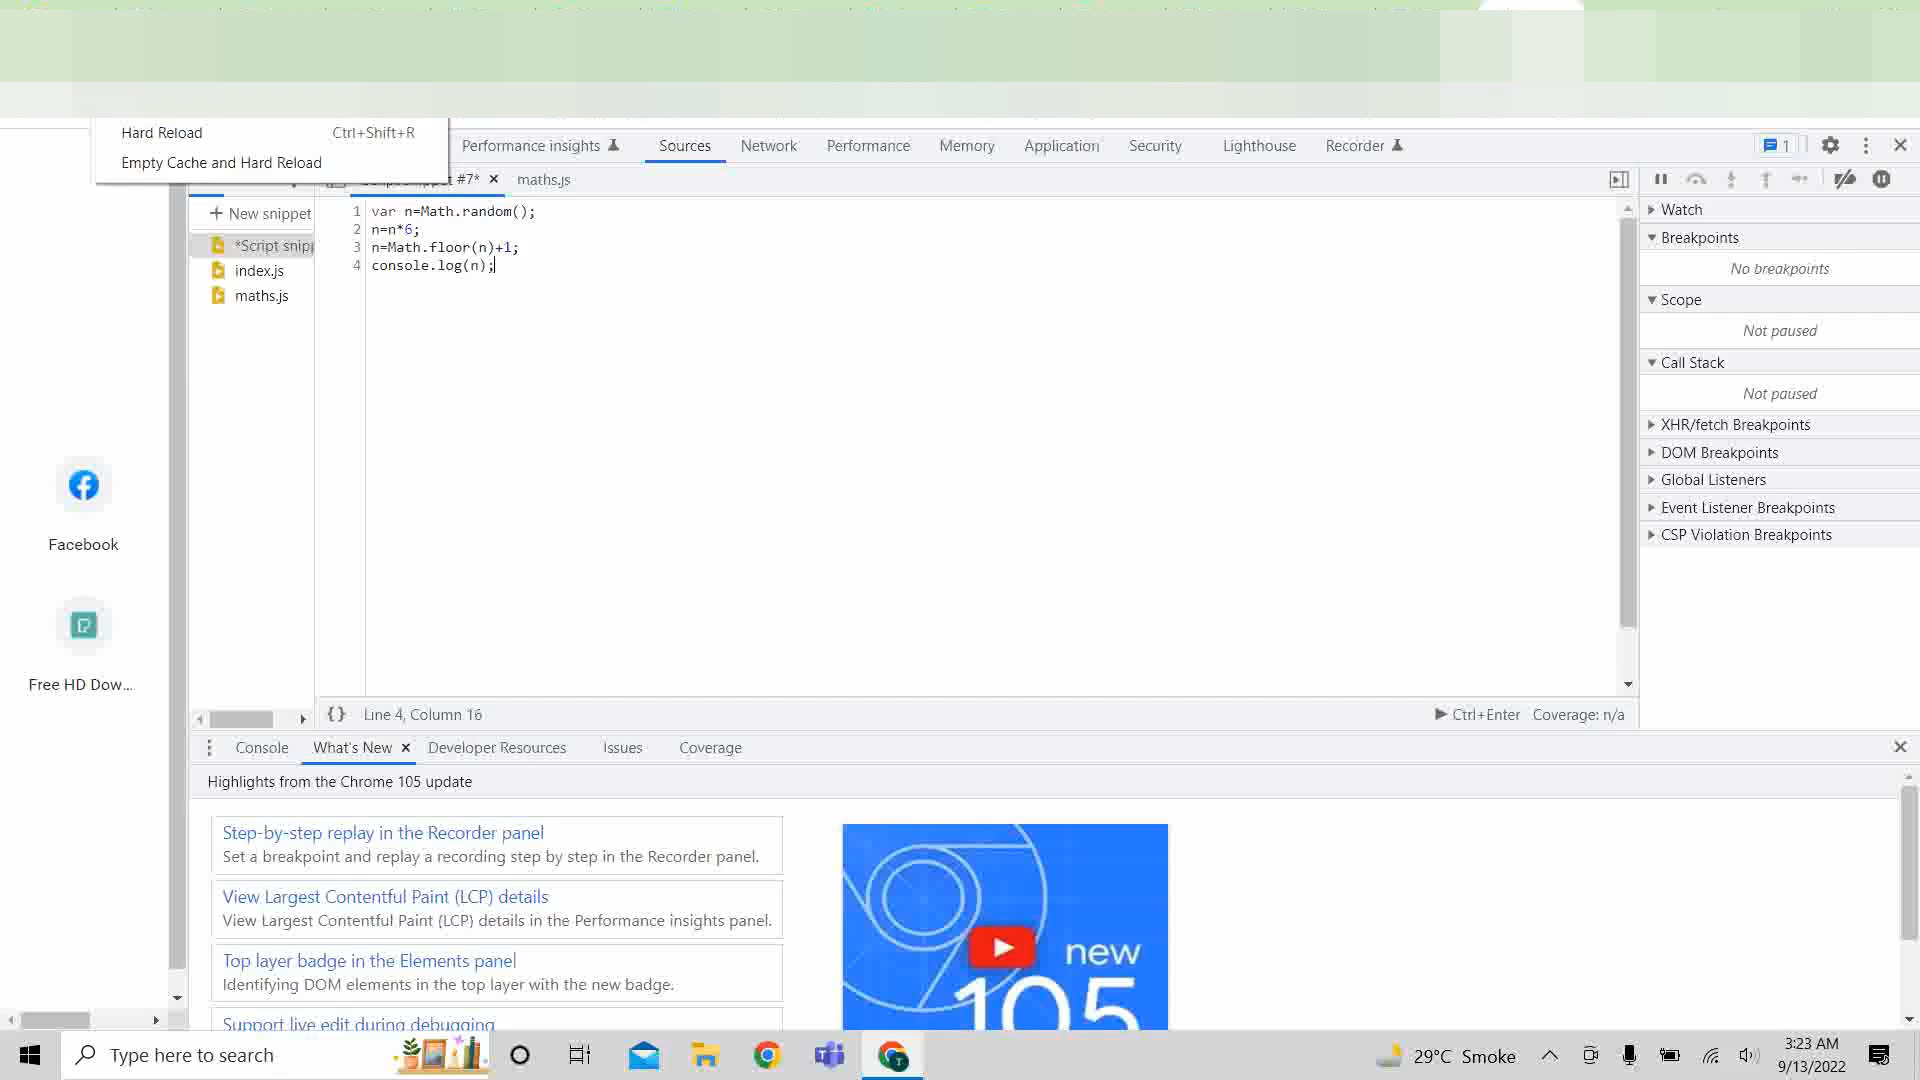 Hard Reload Ctrl+Shift+R
Empty Cache and Hard Reload
Performance insights Sources Network Performance Memory Application Security Lighthouse Recorder 1
#7* × maths.js
+ New snippet
*Script snipp
index.js
maths.js
1 var n=Math.random();
2 n=n*6;
3 n=Math.floor(n)+1;
4 console.log(n);
Watch
Breakpoints
No breakpoints
Scope
Not paused
Call Stack
Not paused
XHR/fetch Breakpoints
DOM Breakpoints
Global Listeners
Event Listener Breakpoints
CSP Violation Breakpoints
Facebook
Free HD Dow...
{} Line 4, Column 16 Ctrl+Enter Coverage: n/a
Console What's New × Developer Resources Issues Coverage
Highlights from the Chrome 105 update
Step-by-step replay in the Recorder panel
Set a breakpoint and replay a recording step by step in the Recorder panel.
View Largest Contentful Paint (LCP) details
View Largest Contentful Paint (LCP) details in the Performance insights panel.
Top layer badge in the Elements panel
Identifying DOM elements in the top layer with the new badge.
Support live edit during debugging
new
105
Type here to search
29°C Smoke
3:23 AM
9/13/2022